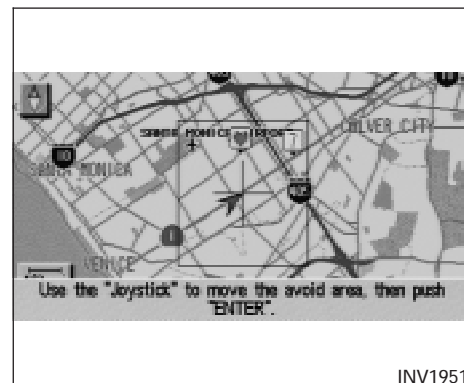 SANTA MONICA
CULVER CITY
SANTA MONICA
10
405
VENICE
Use the "Joystick" to move the avoid area, then push
"ENTER".
INV1951